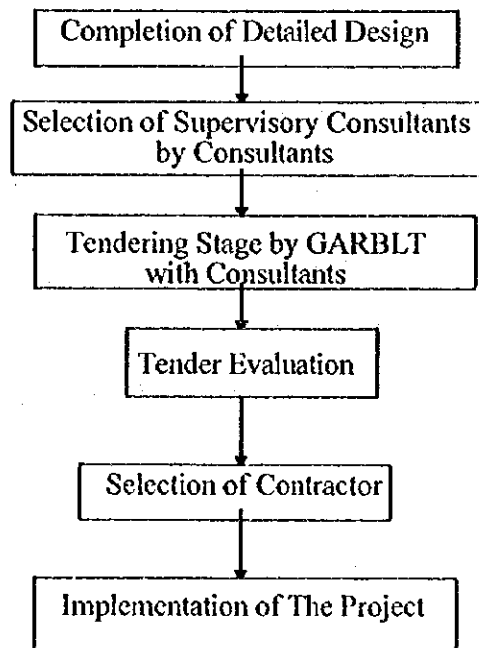 Completion of Detailed Design
Selection of Supervisory Consultants
by Consultants
Tendering Stage by GARBLT
with Consultants
Tender Evaluation
Selection of Contractor
Implementation of The Project